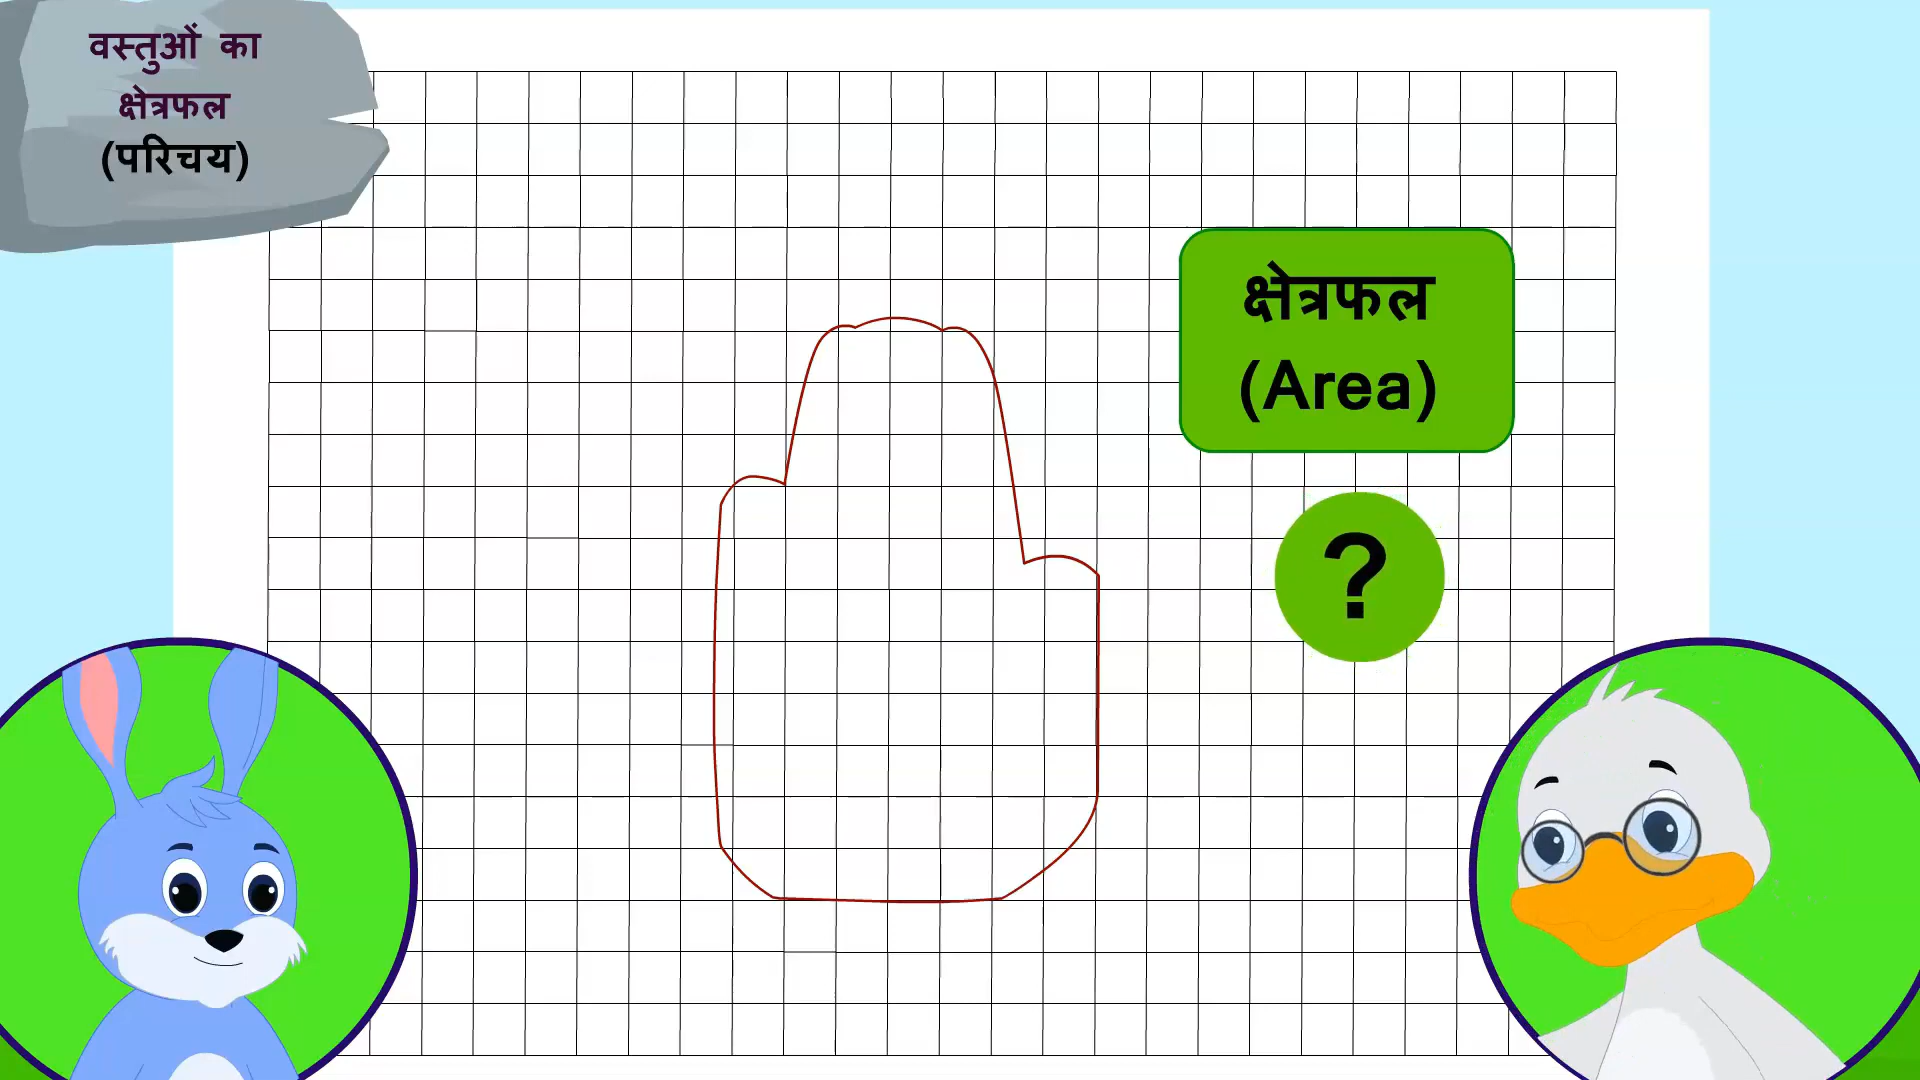 वस्तुओं का
क्षेत्रफल
(परिचय)
क्षेत्रफल
(Area)
?